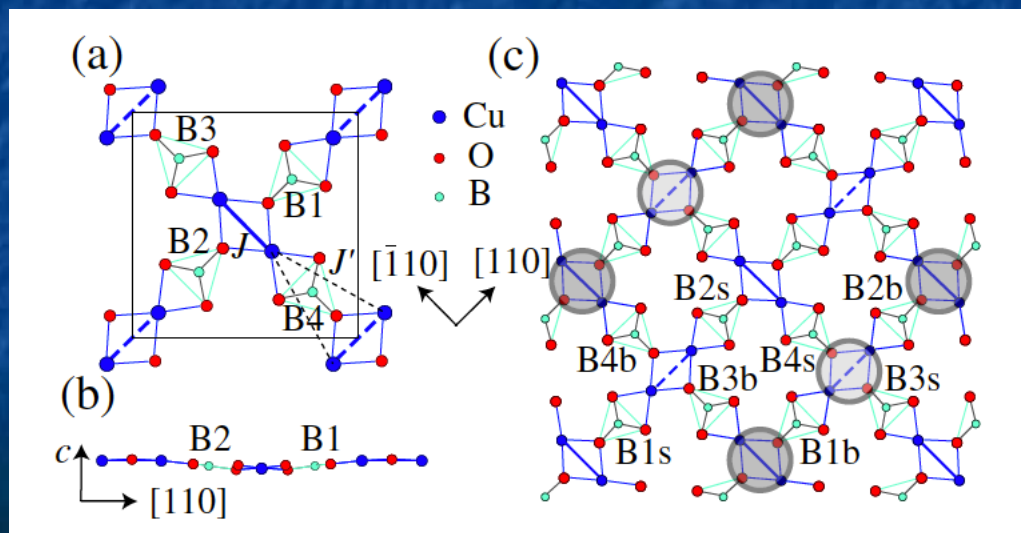 (a)
B3
B1
B2
J
J'
B4
Cu
O
B
[1̄10] [110]
(b)
c
B2 B1
[110]
(c)
B2s B2b
B4b B4s
B3b B3s
B1s B1b